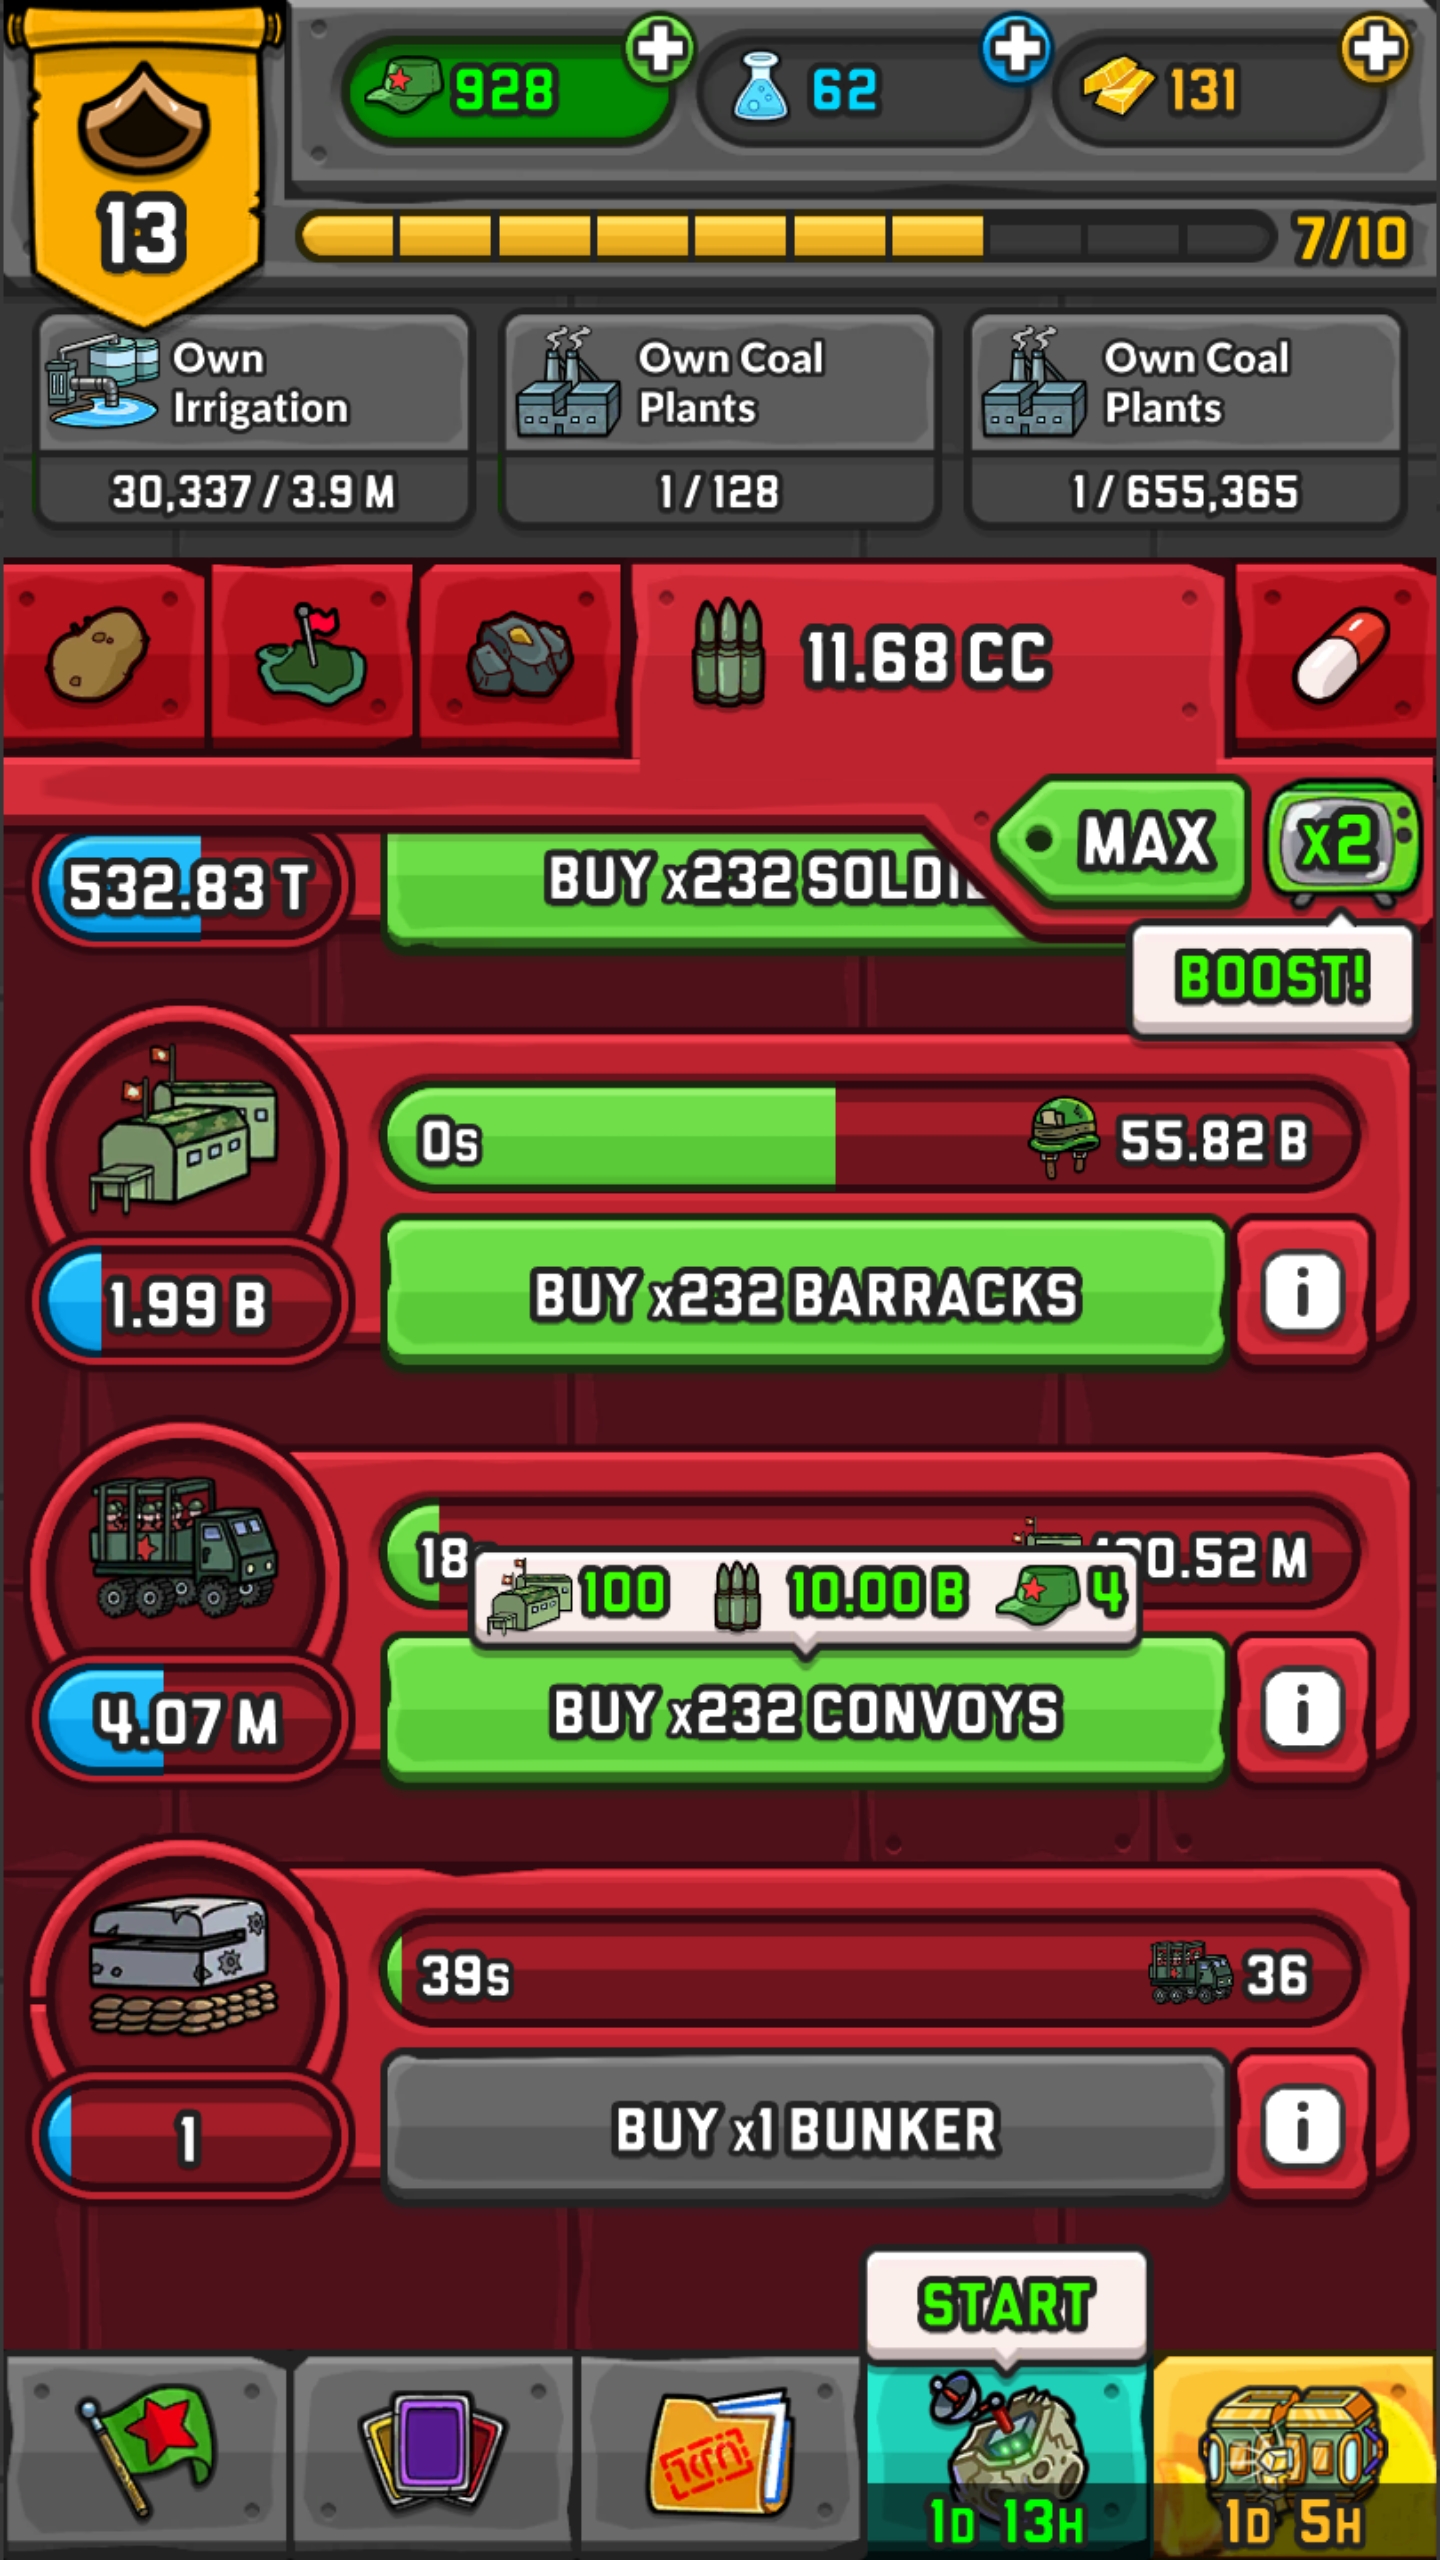 928
62
131
13
7/10
Own
Irrigation
30,337 / 3.9 M
Own Coal
Plants
1 / 128
Own Coal
Plants
1 / 655,365
11.68 CC
MAX
x2
BOOST!
532.83 T
BUY x232
0s
55.82 B
1.99 B
BUY x232 BARRACKS
i
18
0.52 M
100
10.00 B
4
4.07 M
BUY x232 CONVOYS
i
39s
36
1
BUY x1 BUNKER
i
START
1D 13H
1D 5H